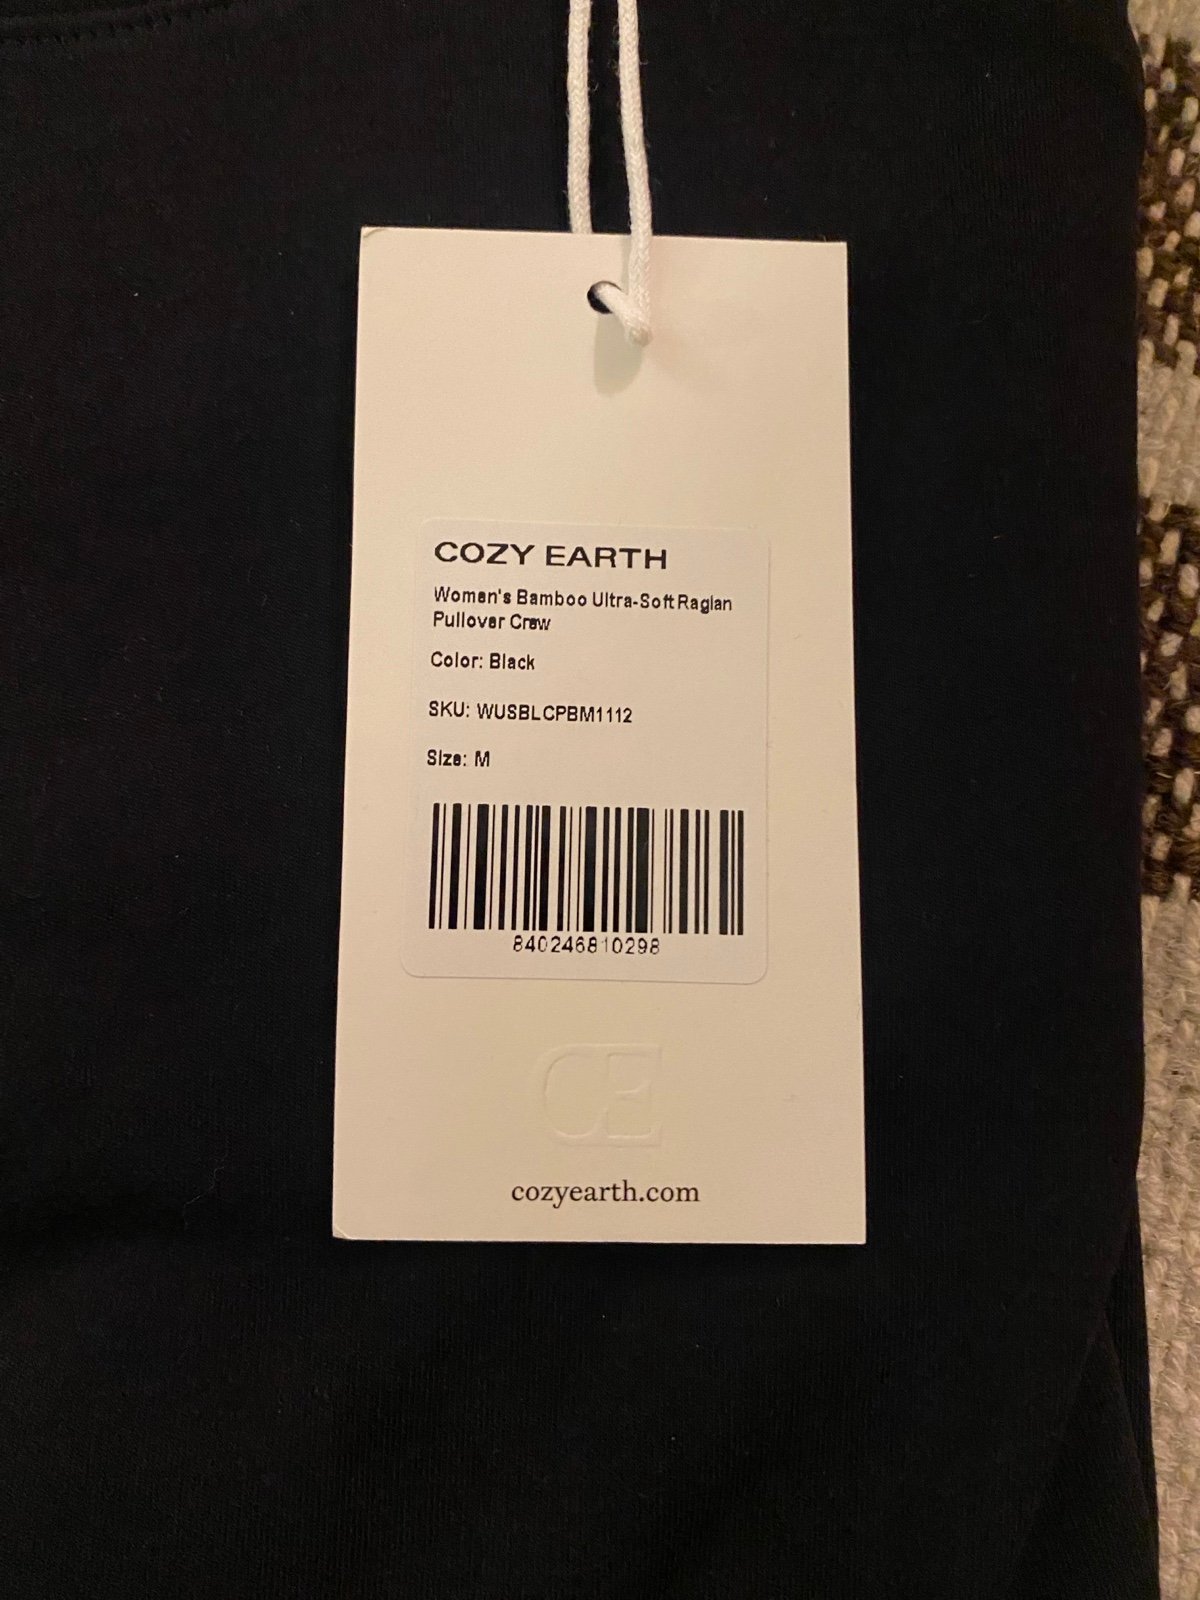 COZY EARTH
Women's Bamboo Ultra-Soft Raglan
Pullover Crew
Color: Black
SKU: WUSBLCPBM1112
Size: M
840246810298
CE
cozyearth.com